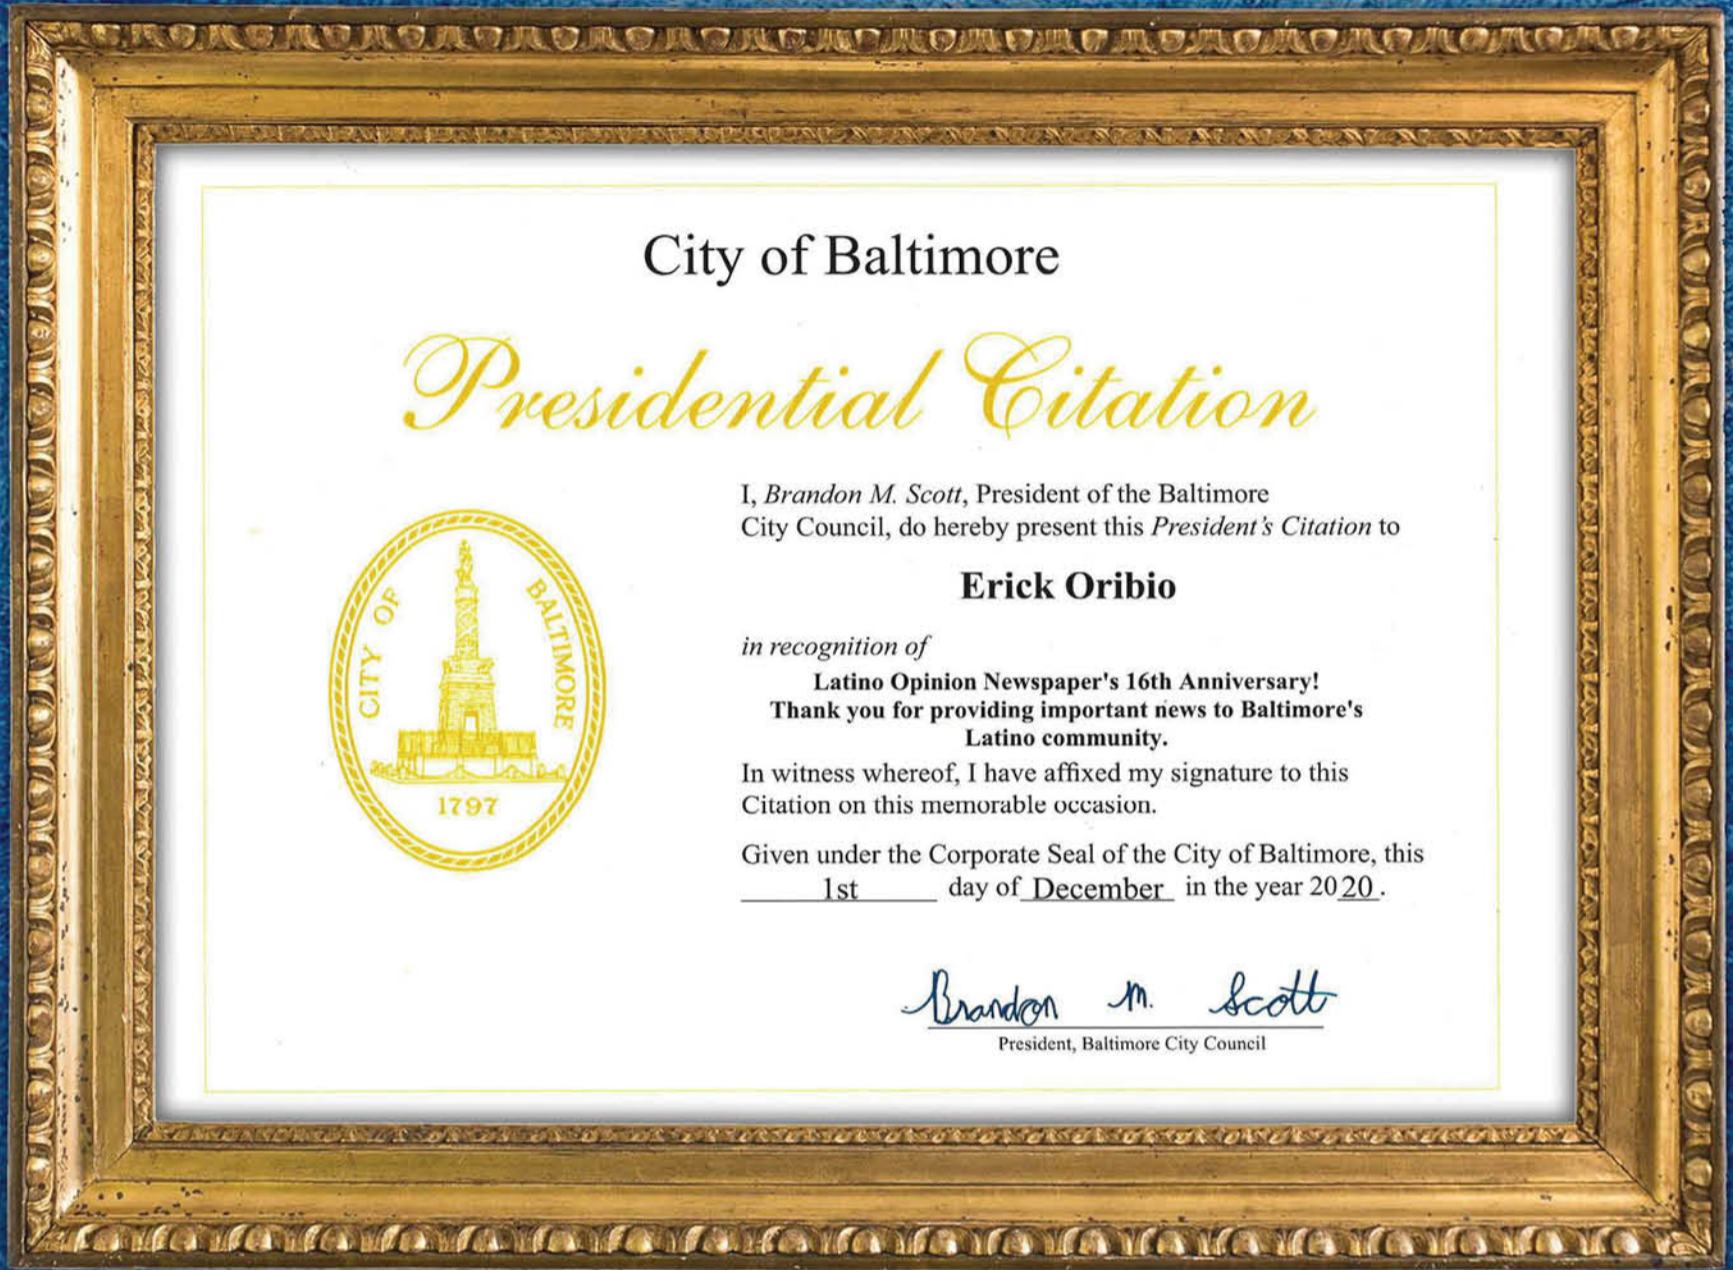 City of Baltimore
Presidential Citation
I, Brandon M. Scott, President of the Baltimore
City Council, do hereby present this President's Citation to
Erick Oribio
in recognition of
Latino Opinion Newspaper's 16th Anniversary!
Thank you for providing important news to Baltimore's
Latino community.
In witness whereof, I have affixed my signature to this
Citation on this memorable occasion.
Given under the Corporate Seal of the City of Baltimore, this
1st day of December in the year 2020.
Brandon M. Scott
President, Baltimore City Council
CITY OF BALTIMORE
1797